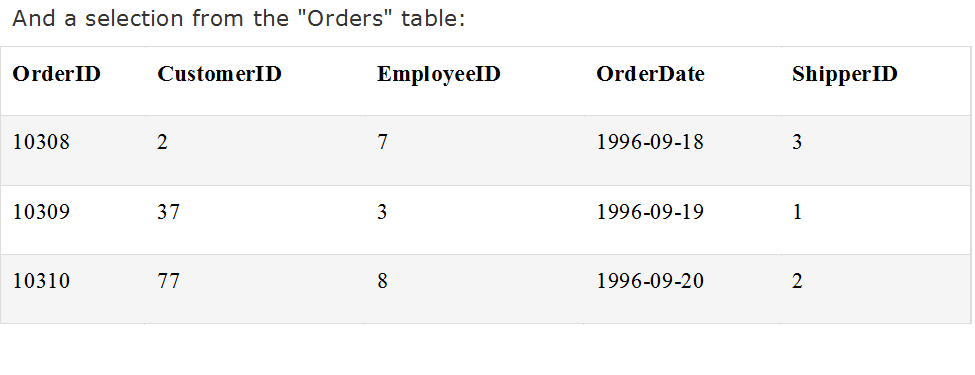 And a selection from the "Orders" table:
OrderID CustomerID EmployeeID OrderDate ShipperID
10308 2 7 1996-09-18 3
10309 37 3 1996-09-19 1
10310 77 8 1996-09-20 2